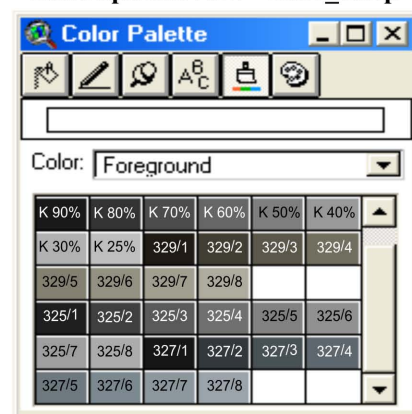 Color Palette
A B C
Color: Foreground
K 90% K 80% K 70% K 60% K 50% K 40%
K 30% K 25% 329/1 329/2 329/3 329/4
329/5 329/6 329/7 329/8
325/1 325/2 325/3 325/4 325/5 325/6
325/7 325/8 327/1 327/2 327/3 327/4
327/5 327/6 327/7 327/8